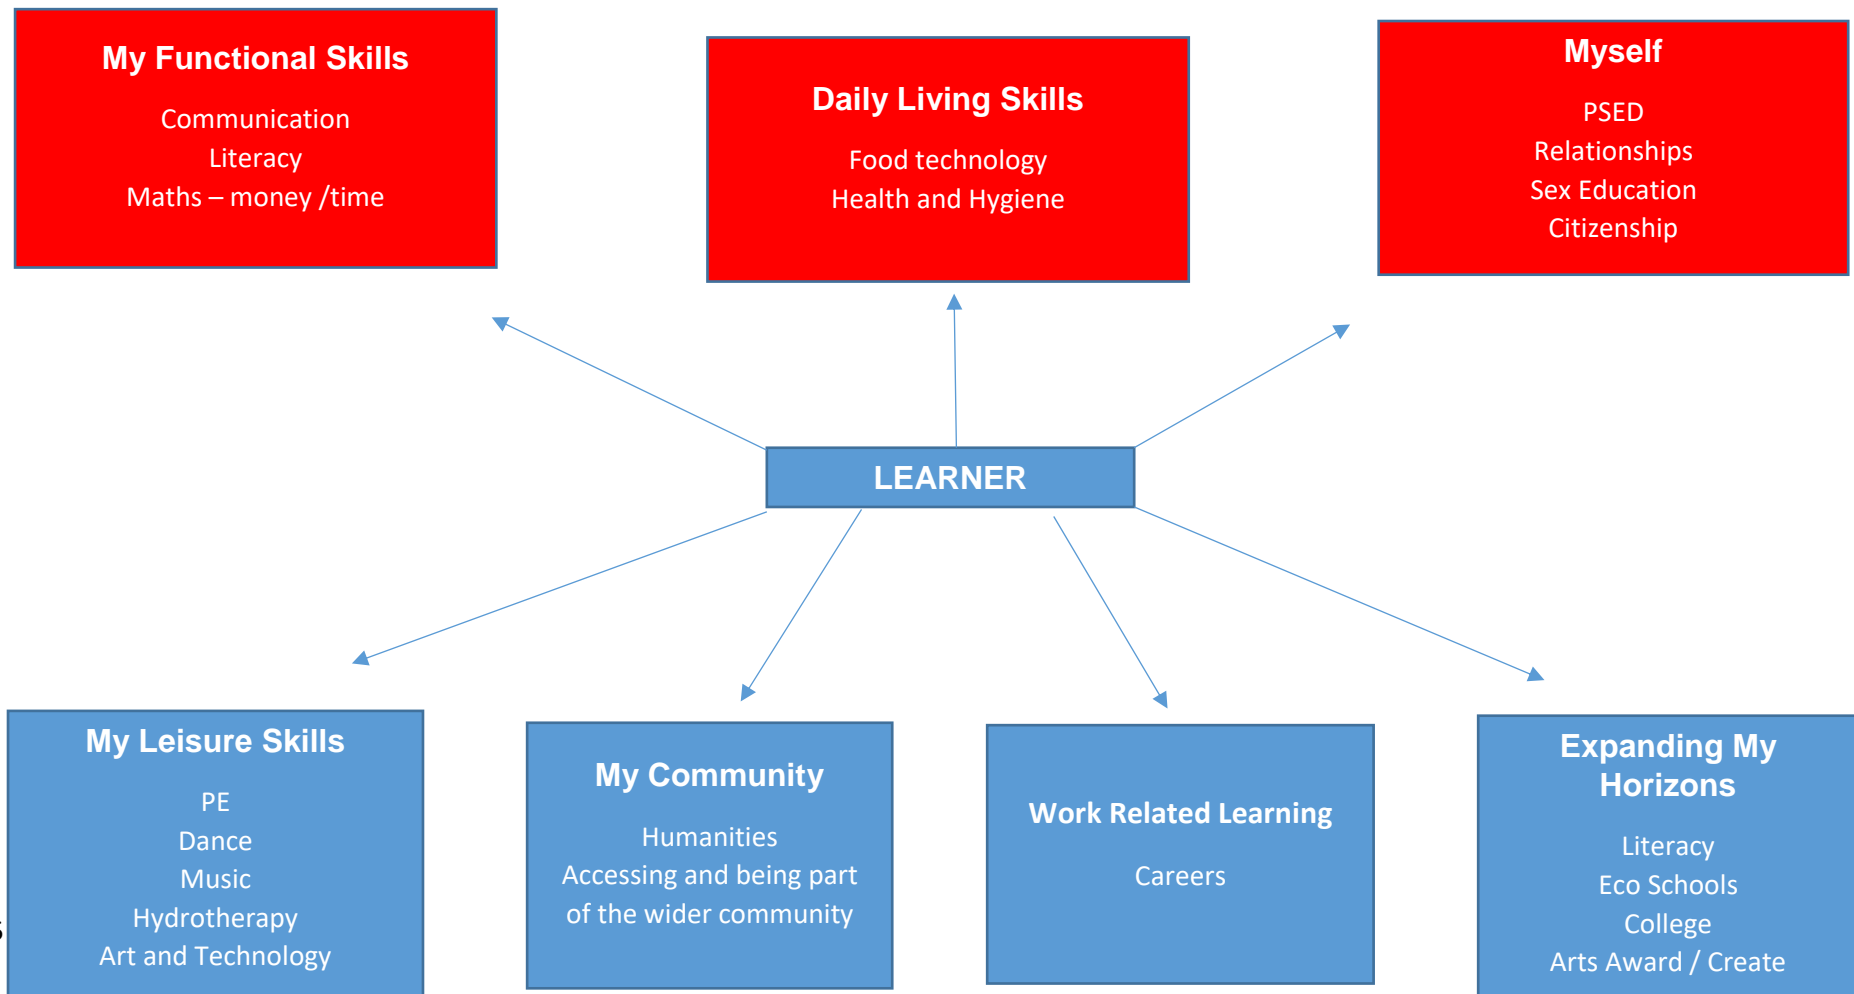 My Functional Skills
Communication
Literacy
Maths – money /time
Daily Living Skills
Food technology
Health and Hygiene
Myself
PSED
Relationships
Sex Education
Citizenship
LEARNER
My Leisure Skills
PE
Dance
Music
Hydrotherapy
Art and Technology
My Community
Humanities
Accessing and being part
of the wider community
Work Related Learning
Careers
Expanding My
Horizons
Literacy
Eco Schools
College
Arts Award / Create